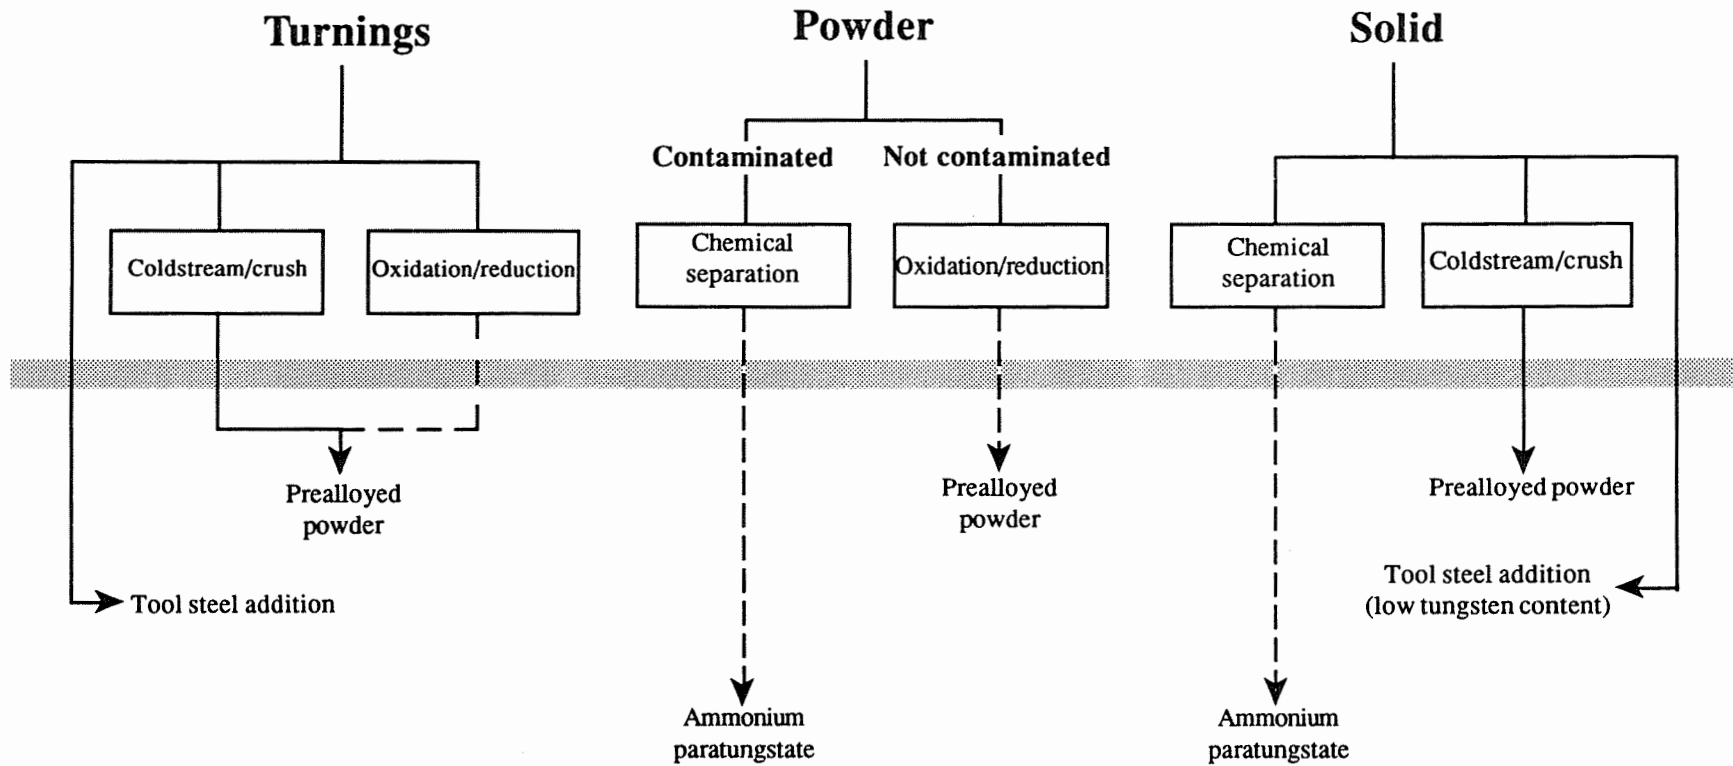 Turnings
Powder
Solid
Contaminated
Not contaminated
Coldstream/crush
Oxidation/reduction
Chemical
separation
Oxidation/reduction
Chemical
separation
Coldstream/crush
Prealloyed
powder
Prealloyed
powder
Prealloyed powder
Tool steel addition
Tool steel addition
(low tungsten content)
Ammonium
paratungstate
Ammonium
paratungstate